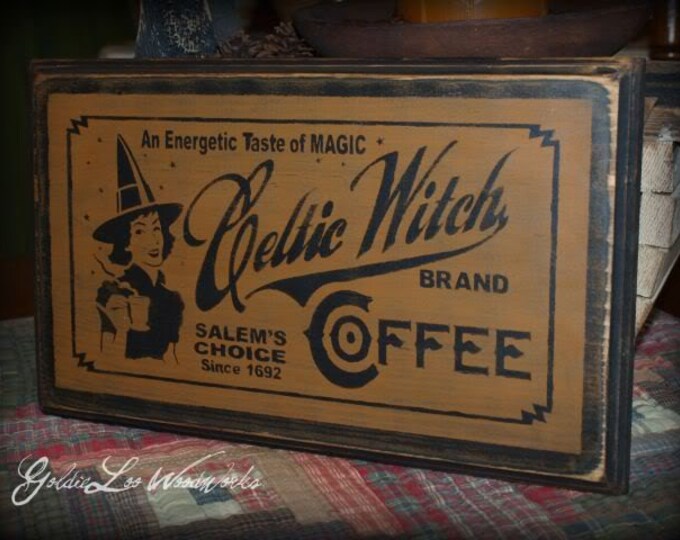 An Energetic Taste of MAGIC
Celtic Witch
BRAND
SALEM'S
CHOICE
Since 1692
COFFEE
GoldieLoo WoodWorks